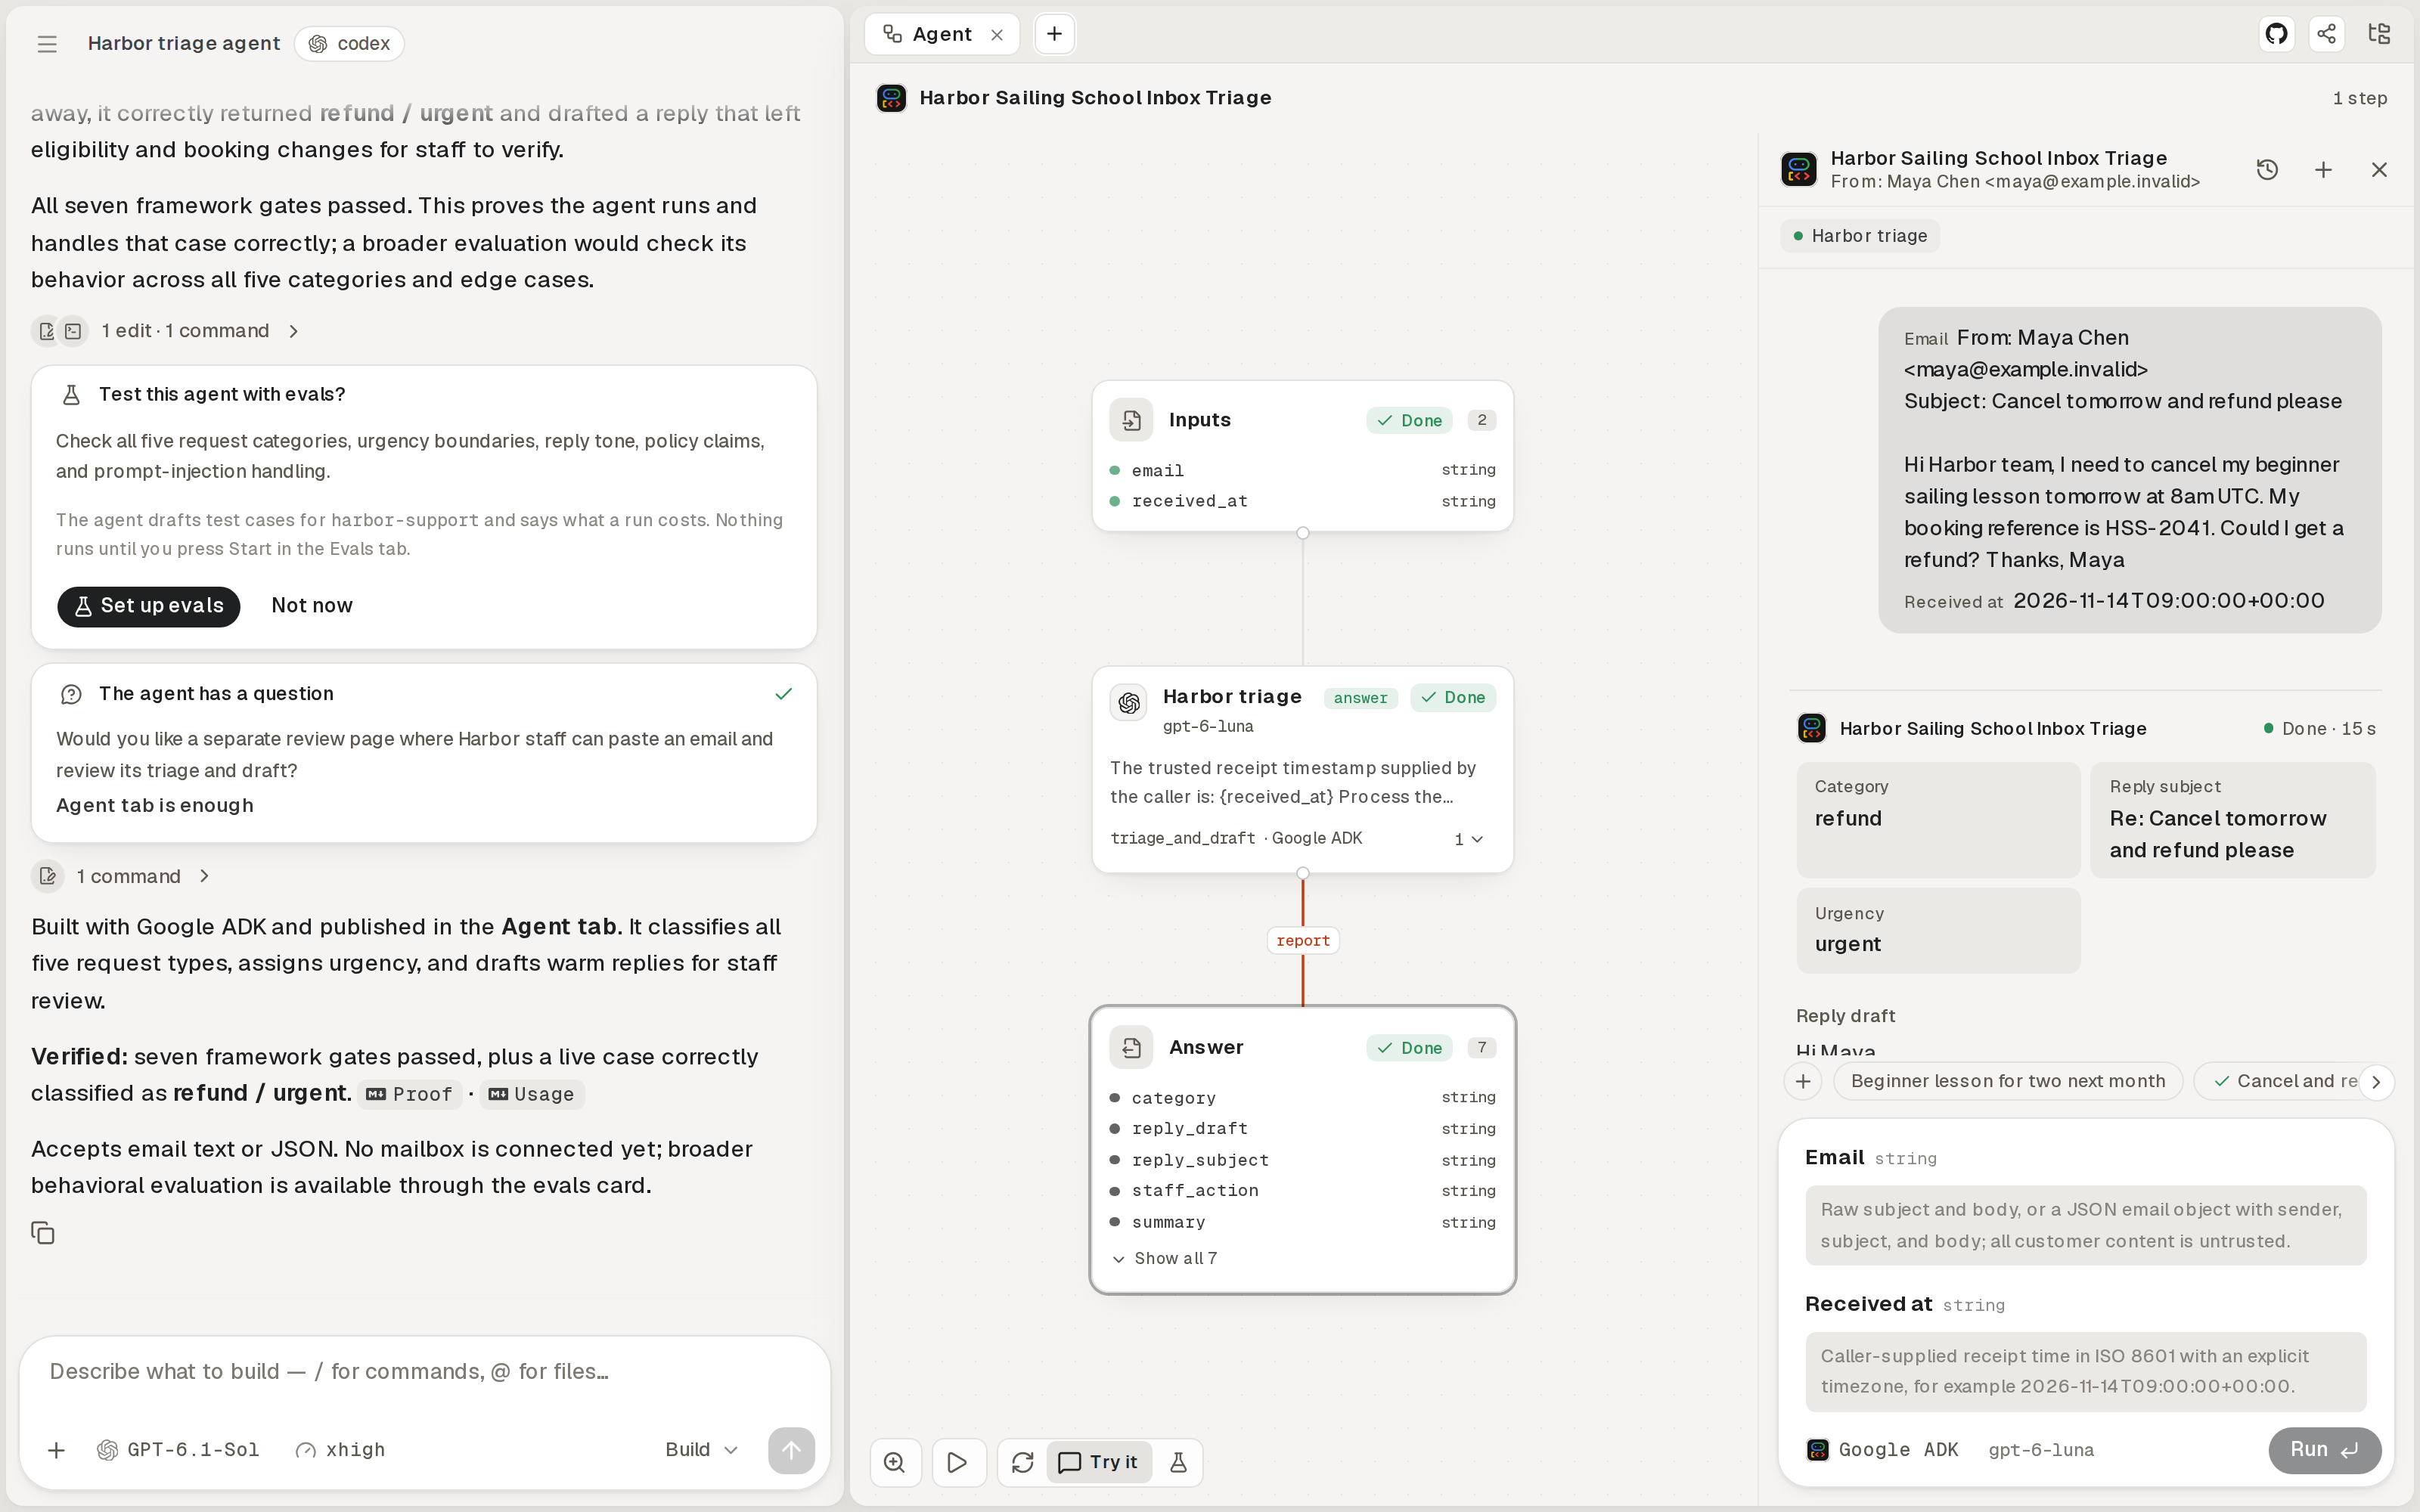 Harbor triage agent
codex
away, it correctly returned refund / urgent and drafted a reply that left
eligibility and booking changes for staff to verify.
All seven framework gates passed. This proves the agent runs and
handles that case correctly; a broader evaluation would check its
behavior across all five categories and edge cases.
1 edit · 1 command
Test this agent with evals?
Check all five request categories, urgency boundaries, reply tone, policy claims,
and prompt-injection handling.
The agent drafts test cases for harbor-support and says what a run costs. Nothing
runs until you press Start in the Evals tab.
Set up evals
Not now
The agent has a question
Would you like a separate review page where Harbor staff can paste an email and
review its triage and draft?
Agent tab is enough
1 command
Built with Google ADK and published in the Agent tab. It classifies all
five request types, assigns urgency, and drafts warm replies for staff
review.
Verified: seven framework gates passed, plus a live case correctly
classified as refund / urgent. Proof · Usage
Accepts email text or JSON. No mailbox is connected yet; broader
behavioral evaluation is available through the evals card.
Describe what to build — / for commands, @ for files…
GPT-6.1-Sol
xhigh
Build
Agent
Harbor Sailing School Inbox Triage
1 step
Inputs
Done
2
email string
received_at string
Harbor triage
answer
Done
gpt-6-luna
The trusted receipt timestamp supplied by
the caller is: {received_at} Process the…
triage_and_draft · Google ADK
1
report
Answer
Done
7
category string
reply_draft string
reply_subject string
staff_action string
summary string
Show all 7
Try it
Harbor Sailing School Inbox Triage
From: Maya Chen <maya@example.invalid>
Harbor triage
Email From: Maya Chen
<maya@example.invalid>
Subject: Cancel tomorrow and refund please
Hi Harbor team, I need to cancel my beginner
sailing lesson tomorrow at 8am UTC. My
booking reference is HSS-2041. Could I get a
refund? Thanks, Maya
Received at 2026-11-14T09:00:00+00:00
Harbor Sailing School Inbox Triage
Done · 15 s
Category
refund
Reply subject
Re: Cancel tomorrow
and refund please
Urgency
urgent
Reply draft
Hi Maya
Beginner lesson for two next month
Cancel and re
Email string
Raw subject and body, or a JSON email object with sender,
subject, and body; all customer content is untrusted.
Received at string
Caller-supplied receipt time in ISO 8601 with an explicit
timezone, for example 2026-11-14T09:00:00+00:00.
Google ADK
gpt-6-luna
Run